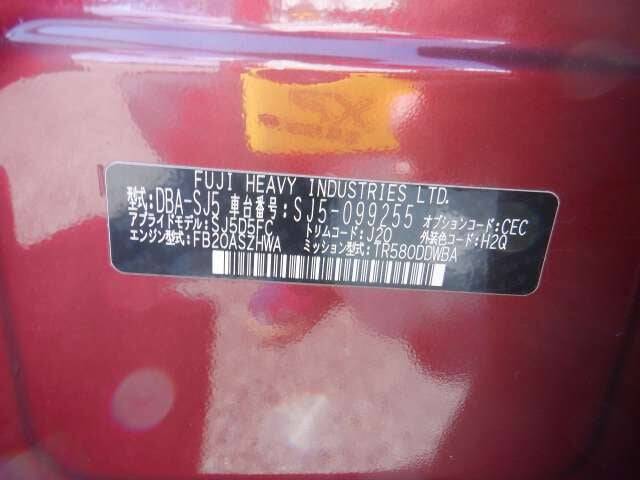 FUJI HEAVY INDUSTRIES LTD.
型式: DBA-SJ5 車台番号: SJ5-099255 オプションコード: CEC
アプライドモデル: SJ5D5FC トリムコード: J20 外装色コード: H2Q
エンジン型式: FB20ASZHWA ミッション型式: TR580DDWBA